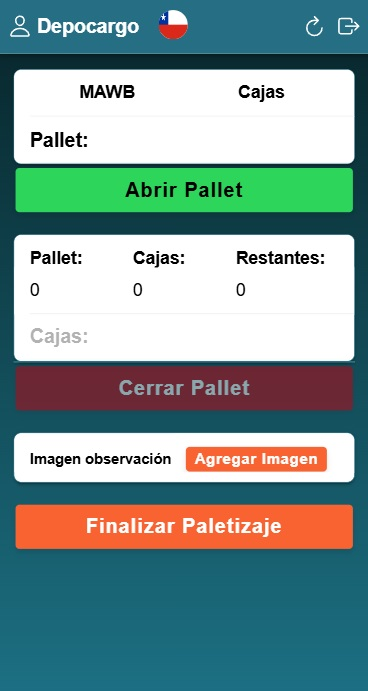 Depocargo
MAWB Cajas
Pallet:
Abrir Pallet
Pallet: Cajas: Restantes:
0 0 0
Cajas:
Cerrar Pallet
Imagen observación Agregar Imagen
Finalizar Paletizaje